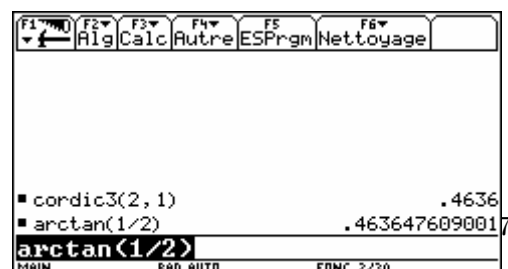 F1 F2 Alg F3 Calc F4 Autre F5 ESPrgm F6 Nettoyage
cordic3(2,1) .4636
arctan(1/2) .4636476090017
arctan(1/2)
MAIN RAD AUTO FONC 2/30